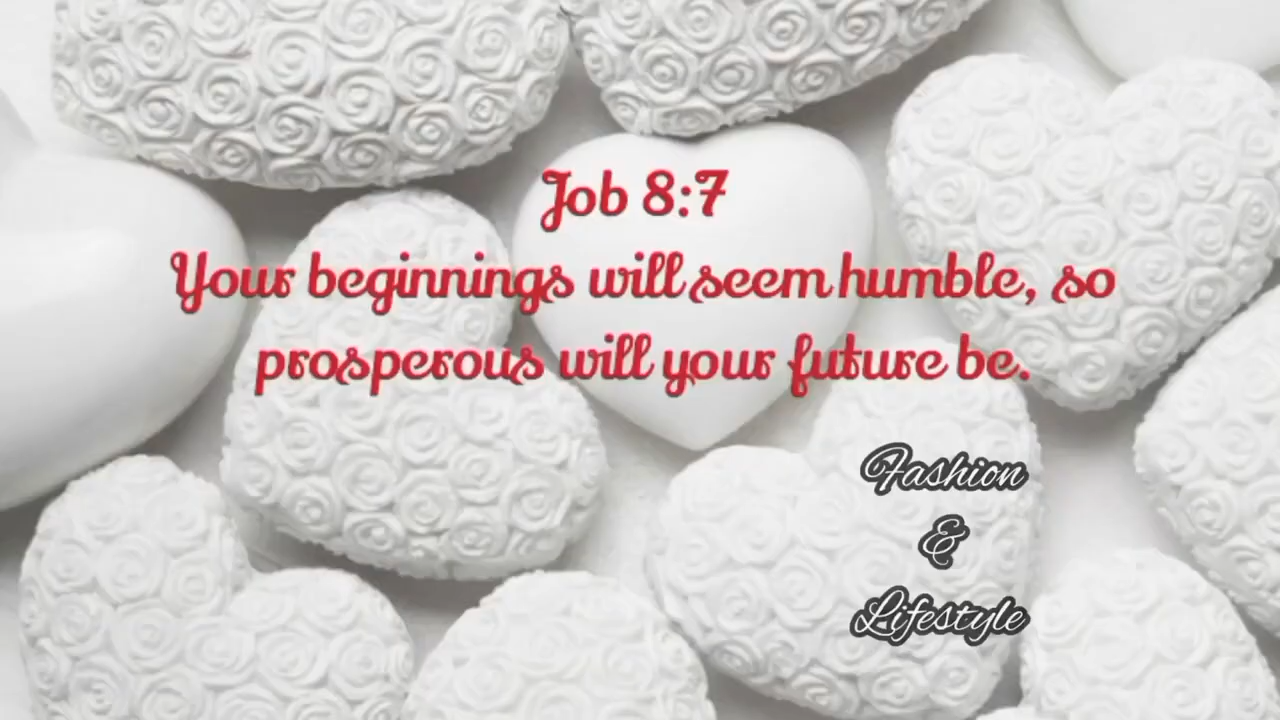 Job 8:7
Your beginnings will seem humble, so
prosperous will your future be.
Fashion
&
Lifestyle